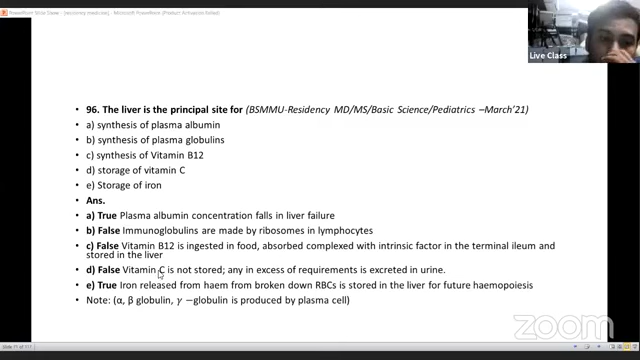 PowerPoint Slide Show - [recurring medicine] - Microsoft PowerPoint (Product Activation Failed)
Live Class
• 96. The liver is the principal site for (BSMMU-Residency MD/MS/Basic Science/Pediatrics –March'21)
• a) synthesis of plasma albumin
• b) synthesis of plasma globulins
• c) synthesis of Vitamin B12
• d) storage of vitamin C
• e) Storage of iron
• Ans.
• a) True Plasma albumin concentration falls in liver failure
• b) False Immunoglobulins are made by ribosomes in lymphocytes
• c) False Vitamin B12 is ingested in food, absorbed complexed with intrinsic factor in the terminal ileum and
stored in the liver
• d) False Vitamin C is not stored; any in excess of requirements is excreted in urine.
• e) True Iron released from haem from broken down RBCs is stored in the liver for future haemopoiesis
• Note: (α, β globulin, γ −globulin is produced by plasma cell)
zoom